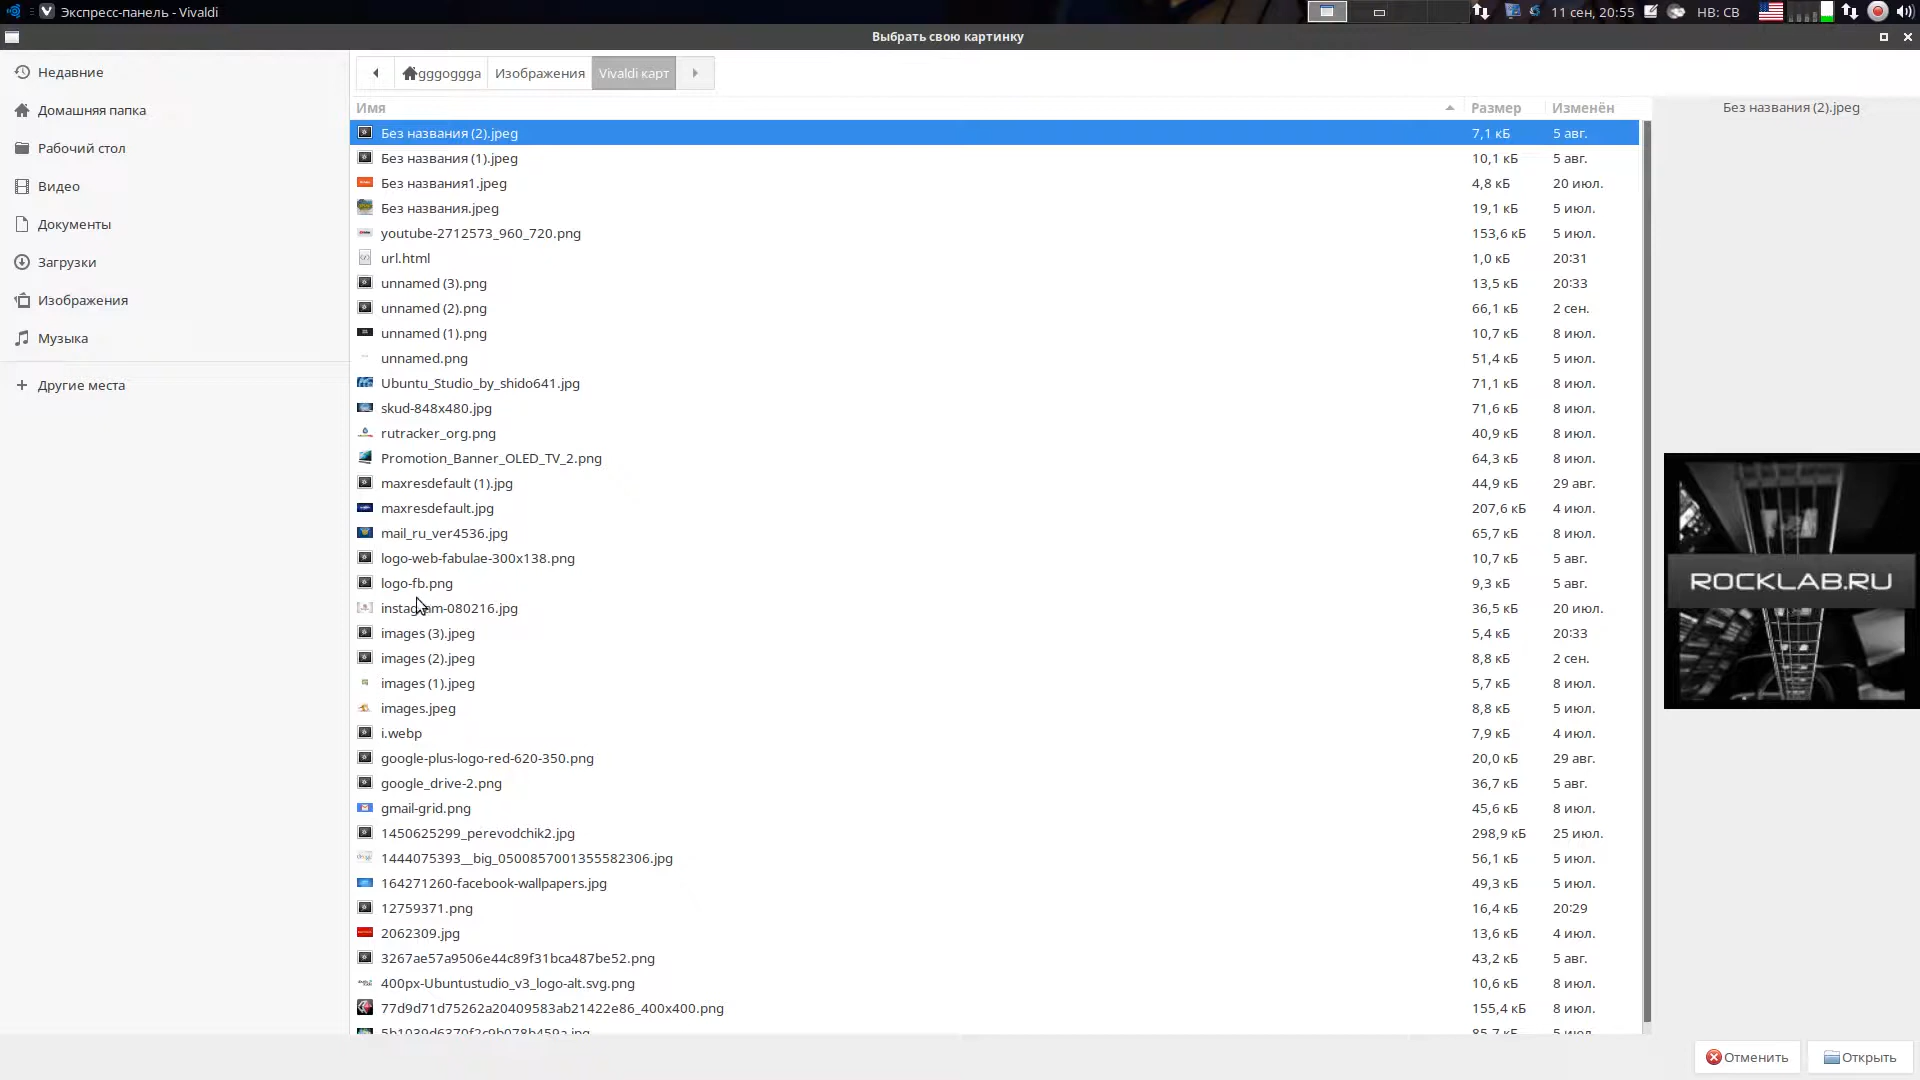 Экспресс-панель - Vivaldi
11 сен, 20:55
НВ: СВ
Выбрать свою картинку
Недавние
Домашняя папка
Рабочий стол
Видео
Документы
Загрузки
Изображения
Музыка
Другие места
gggoggga
Изображения
Vivaldi карт
Имя Размер Изменён
Без названия (2).jpeg 7,1 кБ 5 авг.
Без названия (1).jpeg 10,1 кБ 5 авг.
Без названия1.jpeg 4,8 кБ 20 июл.
Без названия.jpeg 19,1 кБ 5 июл.
youtube-2712573_960_720.png 153,6 кБ 5 июл.
url.html 1,0 кБ 20:31
unnamed (3).png 13,5 кБ 20:33
unnamed (2).png 66,1 кБ 2 сен.
unnamed (1).png 10,7 кБ 8 июл.
unnamed.png 51,4 кБ 5 июл.
Ubuntu_Studio_by_shido641.jpg 71,1 кБ 8 июл.
skud-848x480.jpg 71,6 кБ 8 июл.
rutracker_org.png 40,9 кБ 8 июл.
Promotion_Banner_OLED_TV_2.png 64,3 кБ 8 июл.
maxresdefault (1).jpg 44,9 кБ 29 авг.
maxresdefault.jpg 207,6 кБ 4 июл.
mail_ru_ver4536.jpg 65,7 кБ 8 июл.
logo-web-fabulae-300x138.png 10,7 кБ 5 авг.
logo-fb.png 9,3 кБ 5 авг.
instagram-080216.jpg 36,5 кБ 20 июл.
images (3).jpeg 5,4 кБ 20:33
images (2).jpeg 8,8 кБ 2 сен.
images (1).jpeg 5,7 кБ 8 июл.
images.jpeg 8,8 кБ 5 июл.
i.webp 7,9 кБ 4 июл.
google-plus-logo-red-620-350.png 20,0 кБ 29 авг.
google_drive-2.png 36,7 кБ 5 авг.
gmail-grid.png 45,6 кБ 8 июл.
1450625299_perevodchik2.jpg 298,9 кБ 25 июл.
1444075393__big_0500857001355582306.jpg 56,1 кБ 5 июл.
164271260-facebook-wallpapers.jpg 49,3 кБ 5 июл.
12759371.png 16,4 кБ 20:29
2062309.jpg 13,6 кБ 4 июл.
3267ae57a9506e44c89f31bca487be52.png 43,2 кБ 5 авг.
400px-Ubuntustudio_v3_logo-alt.svg.png 10,6 кБ 8 июл.
77d9d71d75262a20409583ab21422e86_400x400.png 155,4 кБ 8 июл.
85,7 кБ 5 июл.
Без названия (2).jpeg
ROCKLAB.RU
Отменить
Открыть